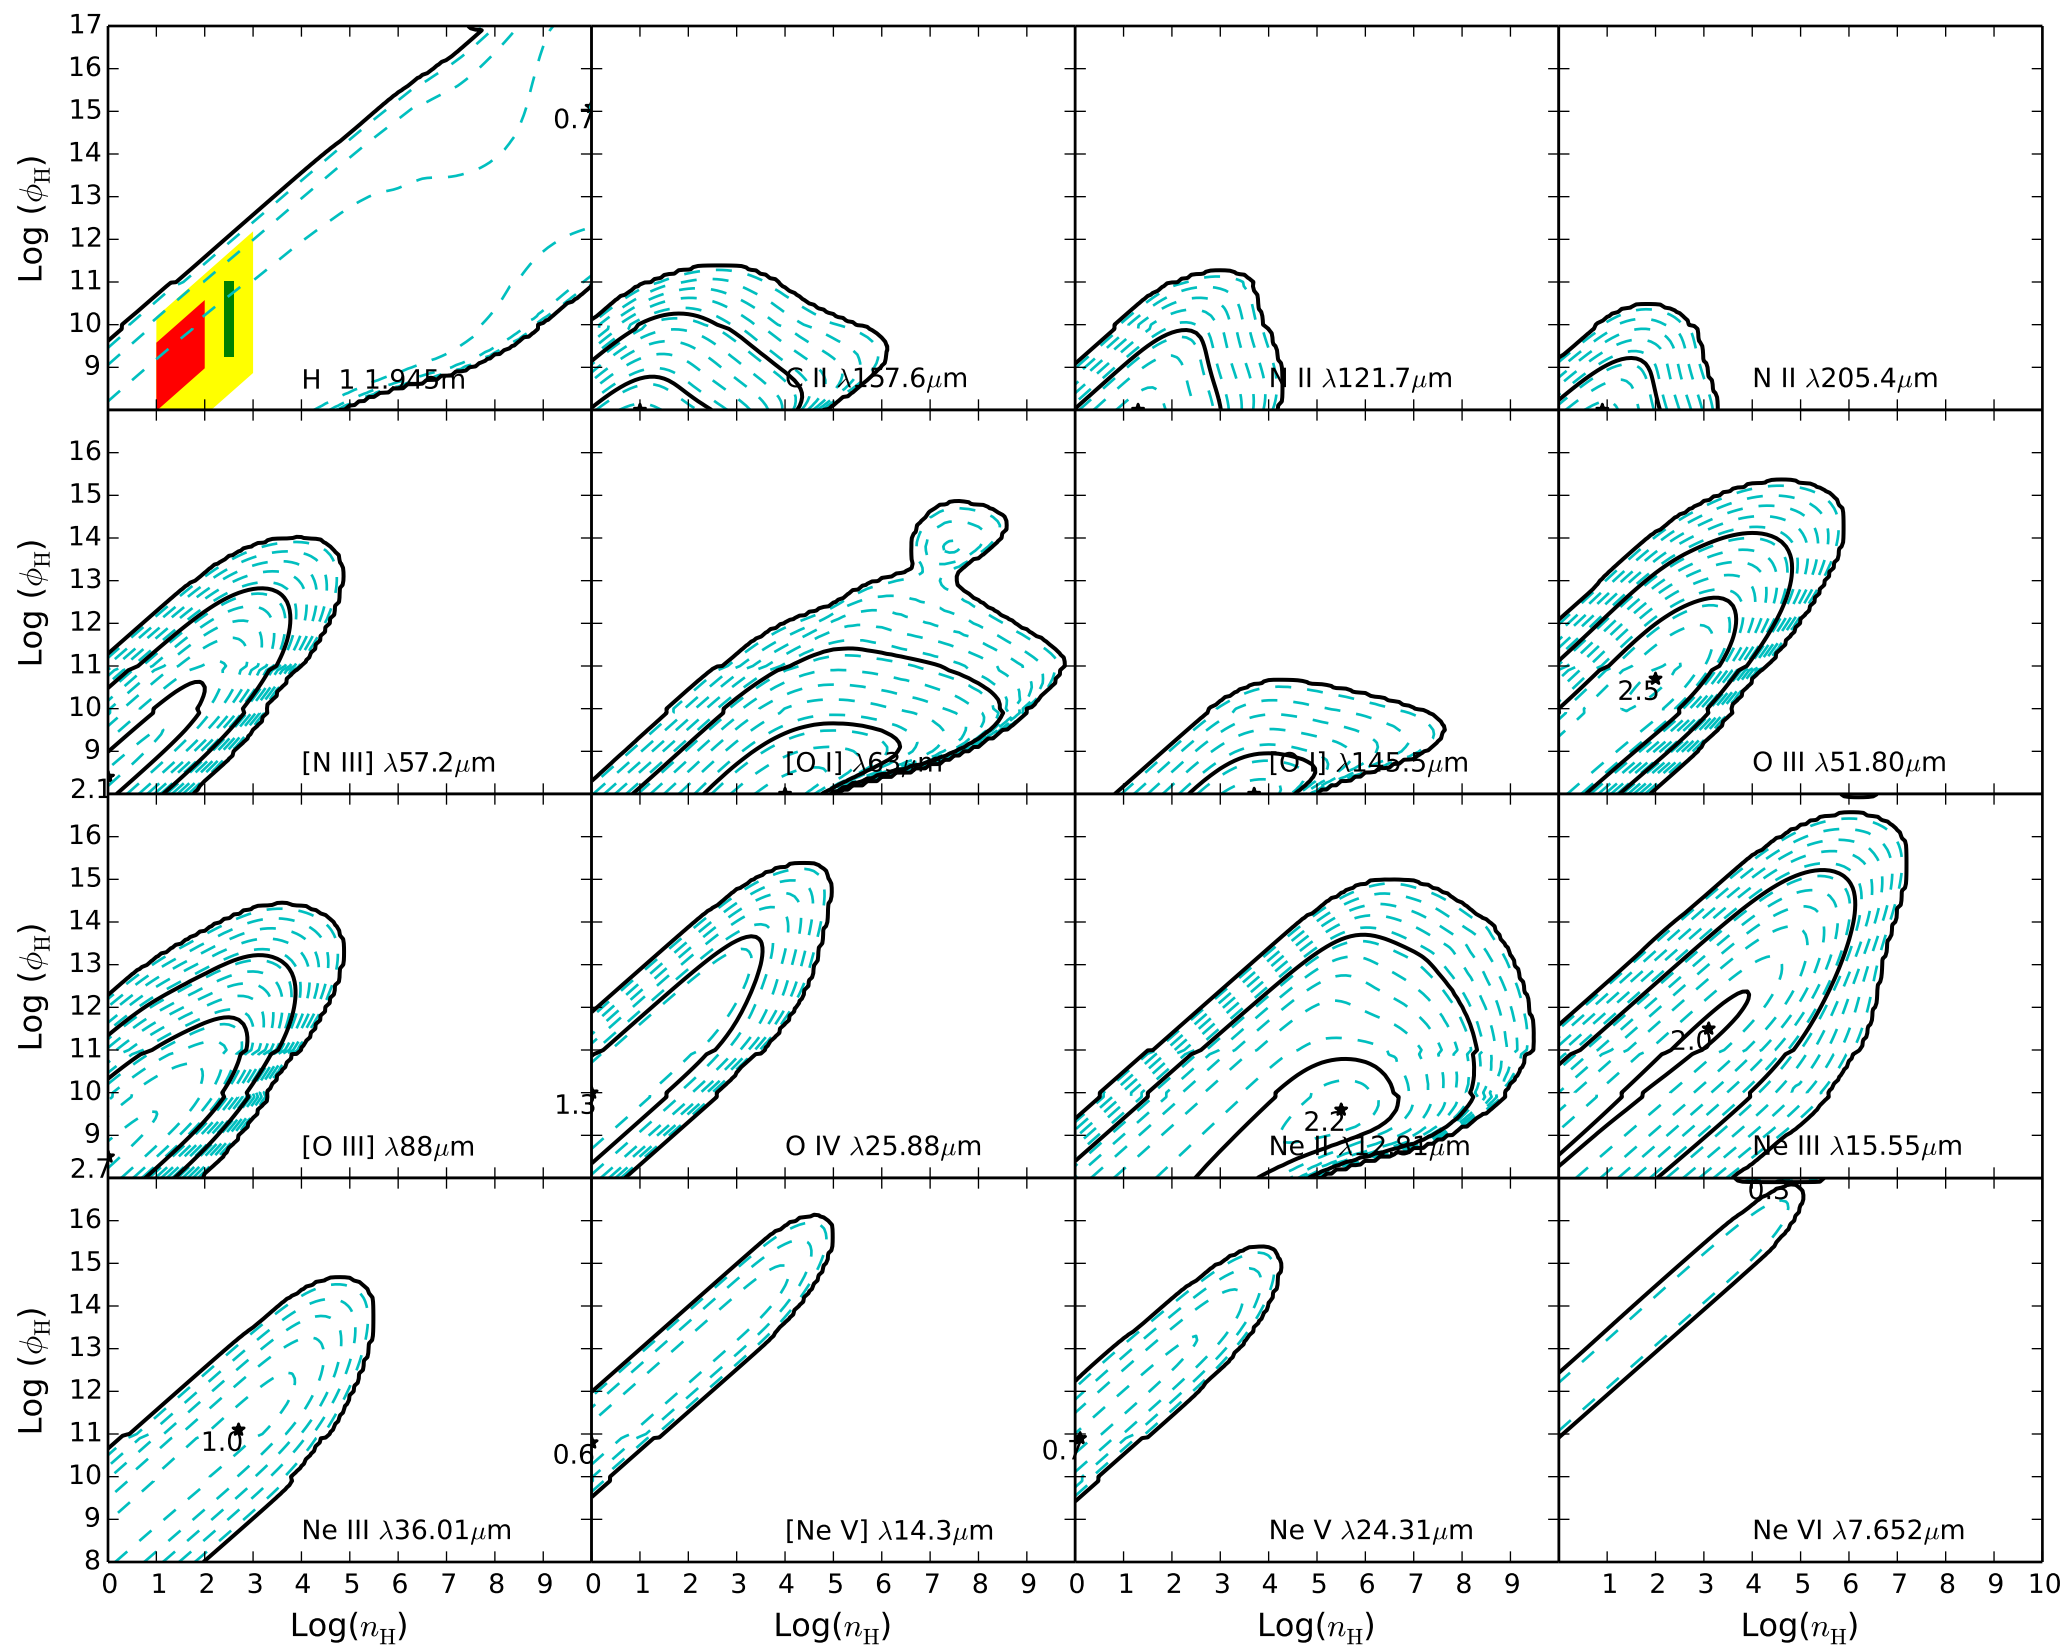 17
16
15
14
13
12
11
10
9
Log (ϕH)
0.7
H  1 1.945m
C II λ157.6μm
N II λ121.7μm
N II λ205.4μm
16
15
14
13
12
11
10
9
Log (ϕH)
2.1
[N III] λ57.2μm
[O I] λ63μm
[O I] λ145.5μm
2.5
O III λ51.80μm
16
15
14
13
12
11
10
9
Log (ϕH)
2.7
[O III] λ88μm
1.3
O IV λ25.88μm
2.2
Ne II λ12.81μm
2.0
Ne III λ15.55μm
16
15
14
13
12
11
10
9
8
Log (ϕH)
1.0
Ne III λ36.01μm
0.6
[Ne V] λ14.3μm
0.7
Ne V λ24.31μm
0.3
Ne VI λ7.652μm
0 1 2 3 4 5 6 7 8 9
0 1 2 3 4 5 6 7 8 9
0 1 2 3 4 5 6 7 8 9
1 2 3 4 5 6 7 8 9 10
Log(nH)
Log(nH)
Log(nH)
Log(nH)